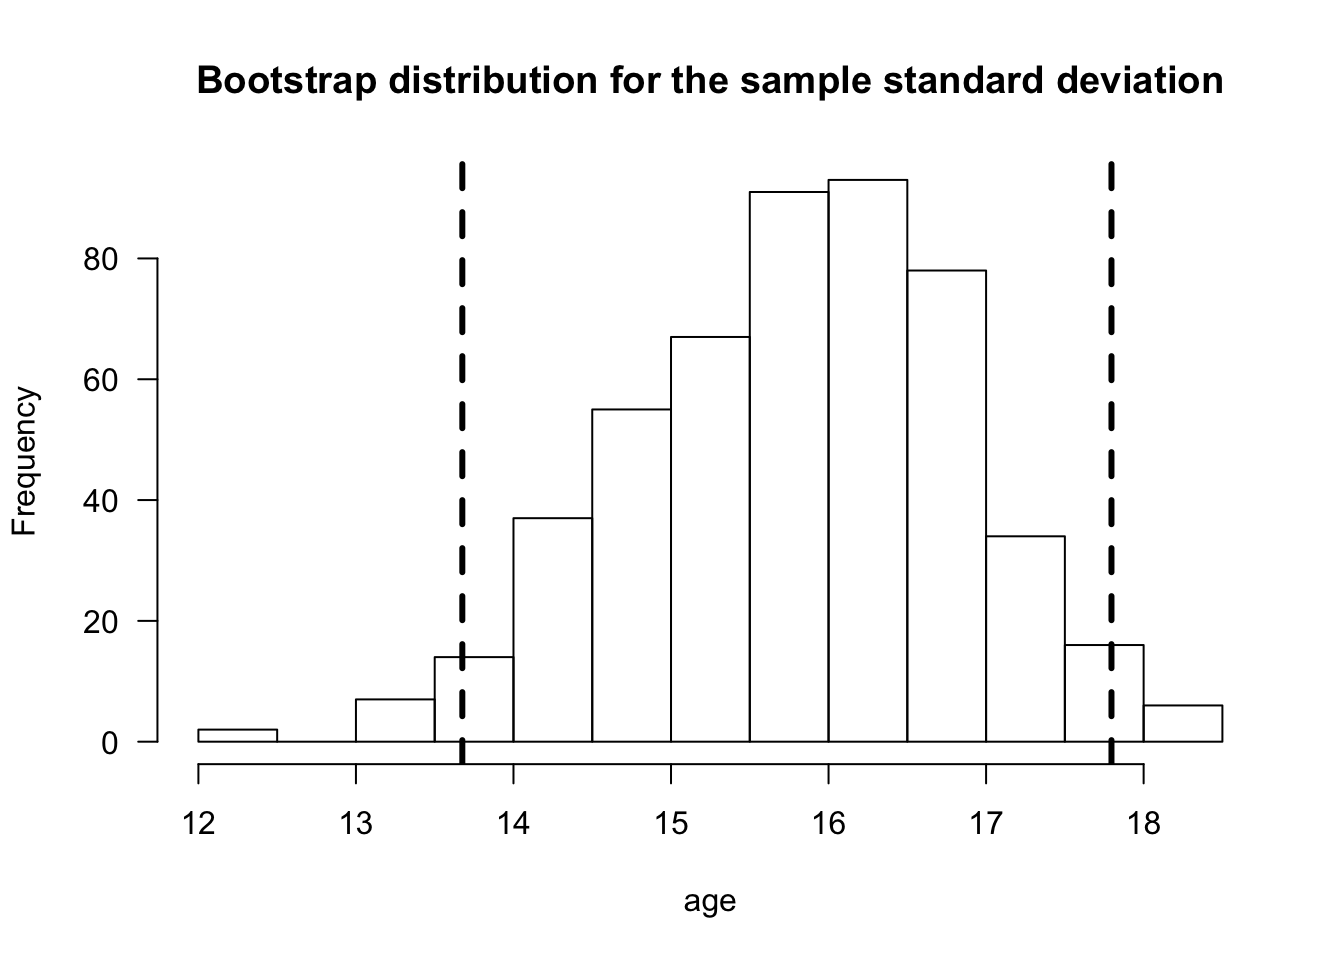 Bootstrap distribution for the sample standard deviation
Frequency
80
60
40
20
0
12 13 14 15 16 17 18
age